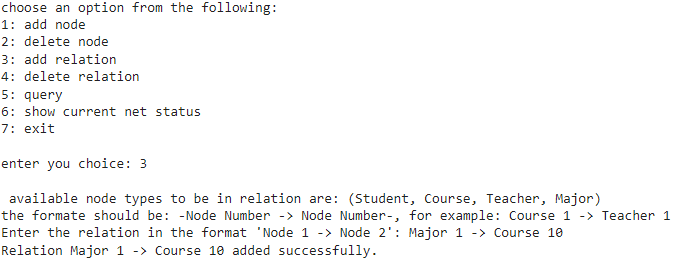 choose an option from the following:
1: add node
2: delete node
3: add relation
4: delete relation
5: query
6: show current net status
7: exit
enter you choice: 3
available node types to be in relation are: (Student, Course, Teacher, Major)
the formate should be: -Node Number -> Node Number-, for example: Course 1 -> Teacher 1
Enter the relation in the format 'Node 1 -> Node 2': Major 1 -> Course 10
Relation Major 1 -> Course 10 added successfully.